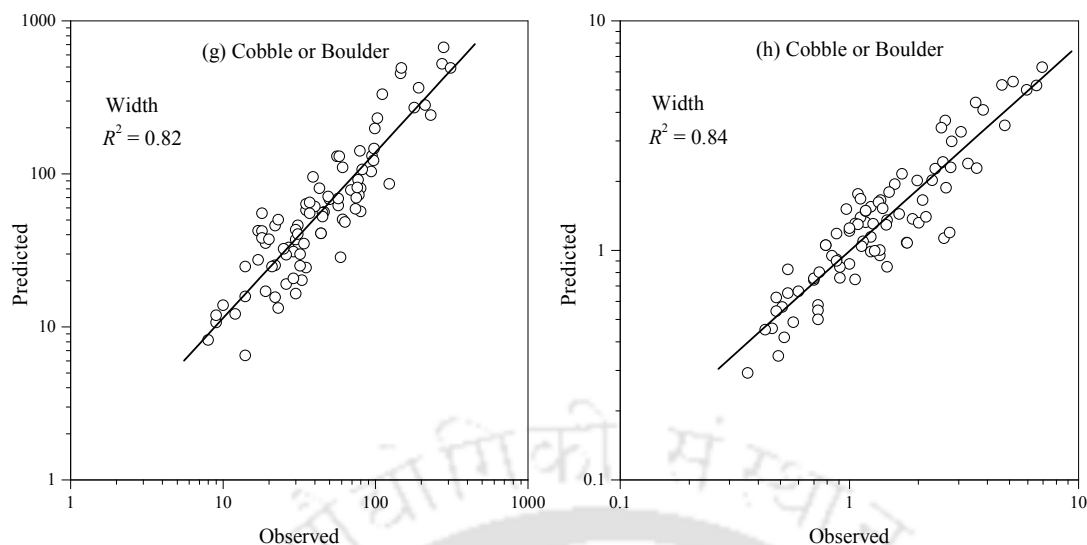 1000
100
10
1
Predicted
(g) Cobble or Boulder
Width
R² = 0.82
1 10 100 1000
Observed
10
1
0.1
Predicted
(h) Cobble or Boulder
Width
R² = 0.84
0.1 1 10
Observed